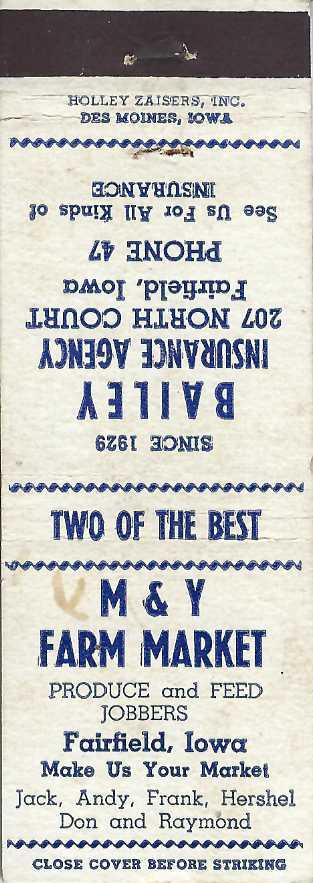 HOLLEY ZAISERS, INC.
DES MOINES, IOWA
SINCE 1929
BAILEY
INSURANCE AGENCY
207 NORTH COURT
Fairfield, Iowa
PHONE 47
See Us For All Kinds of
INSURANCE
TWO OF THE BEST
M & Y
FARM MARKET
PRODUCE and FEED
JOBBERS
Fairfield, Iowa
Make Us Your Market
Jack, Andy, Frank, Hershel
Don and Raymond
CLOSE COVER BEFORE STRIKING